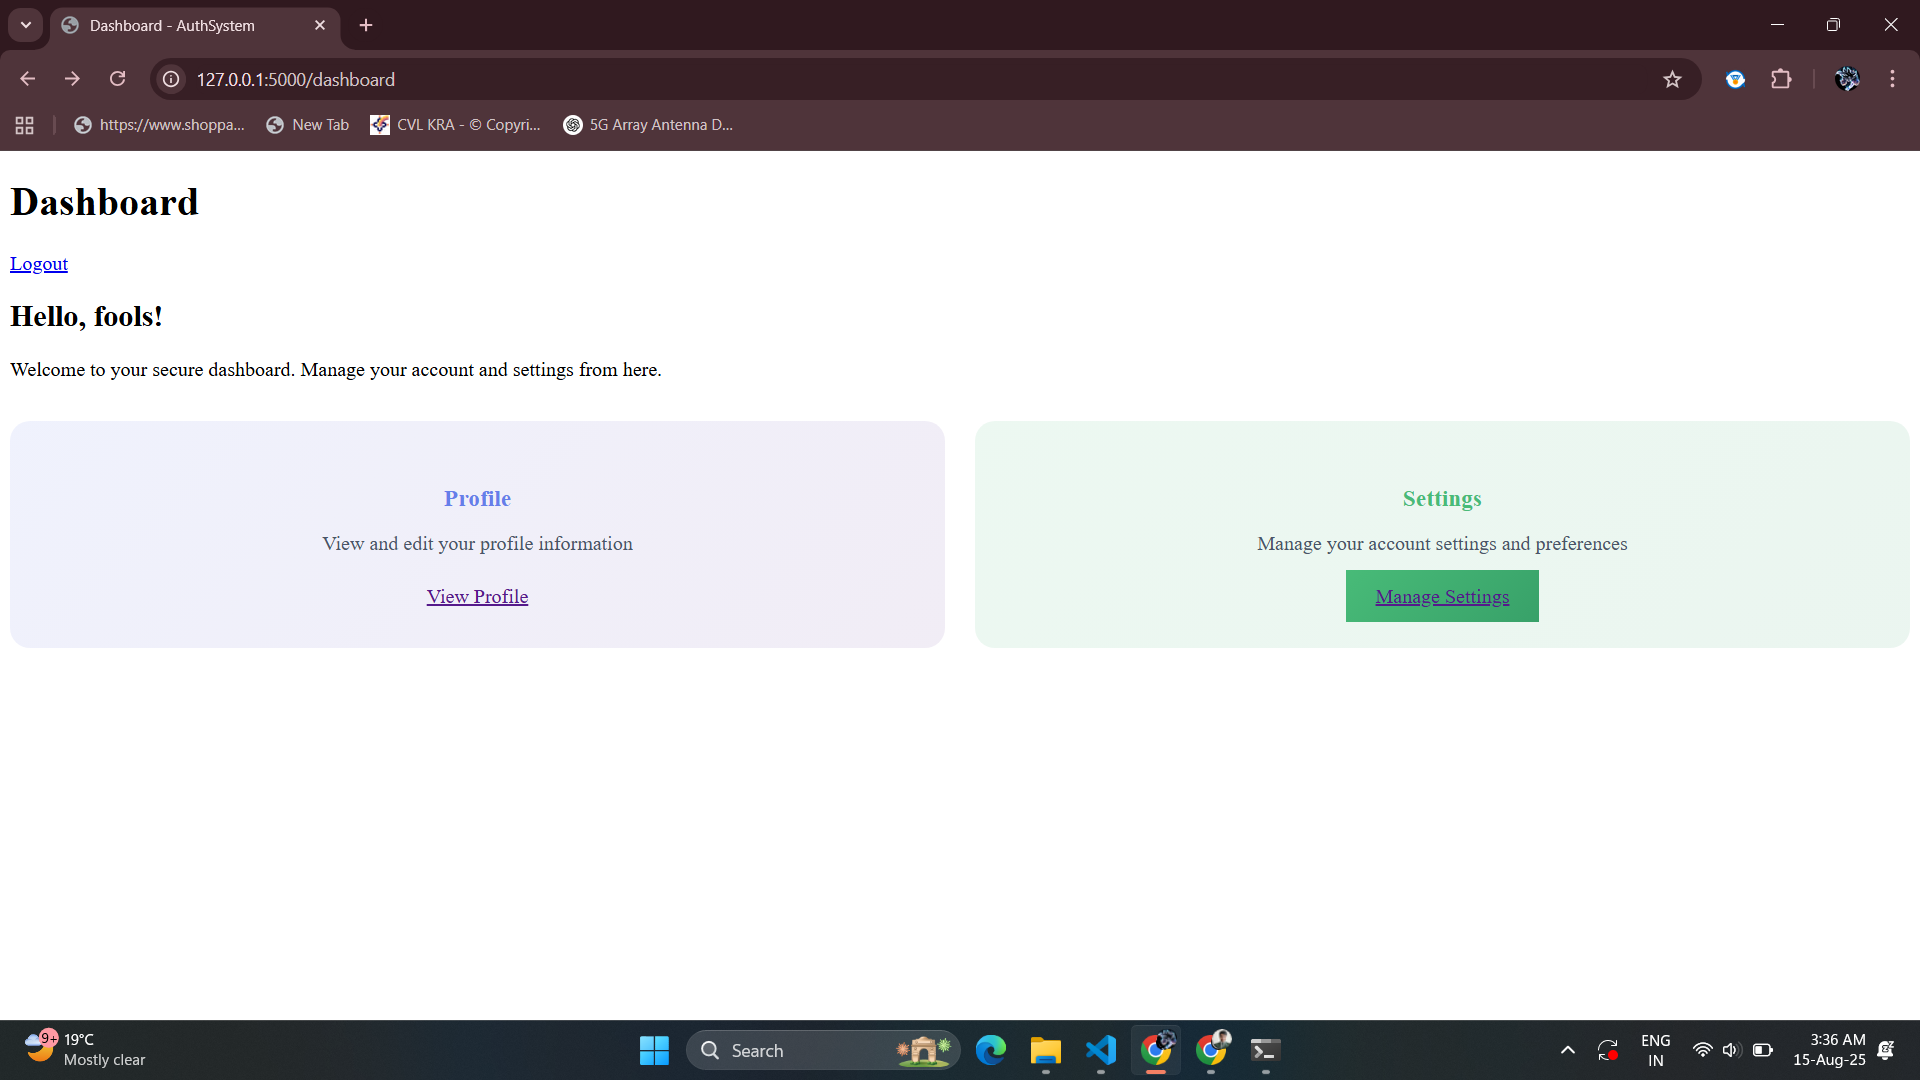 Dashboard - AuthSystem
127.0.0.1:5000/dashboard
https://www.shoppa...
New Tab
CVL KRA - © Copyri...
5G Array Antenna D...
Dashboard
Logout
Hello, fools!
Welcome to your secure dashboard. Manage your account and settings from here.
Profile
View and edit your profile information
View Profile
Settings
Manage your account settings and preferences
Manage Settings
9+
19°C
Mostly clear
Search
ENG
IN
3:36 AM
15-Aug-25